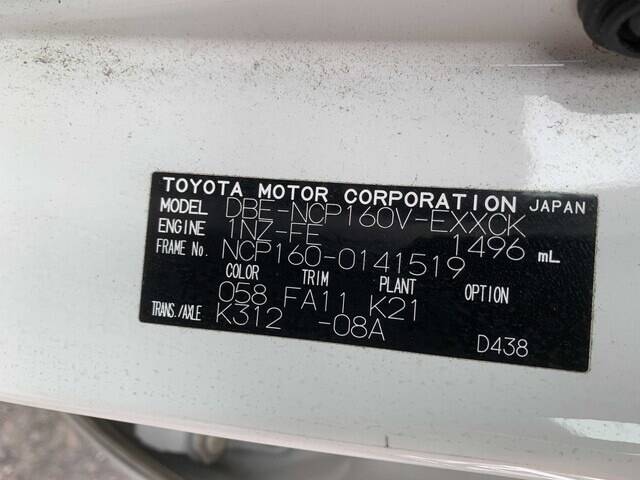 TOYOTA MOTOR CORPORATION JAPAN
MODEL DBE-NCP160V-EXXCK
ENGINE 1NZ-FE 1496 mL
FRAME No. NCP160-0141519
COLOR TRIM PLANT OPTION
058 FA11 K21
TRANS./AXLE K312 -08A
D438